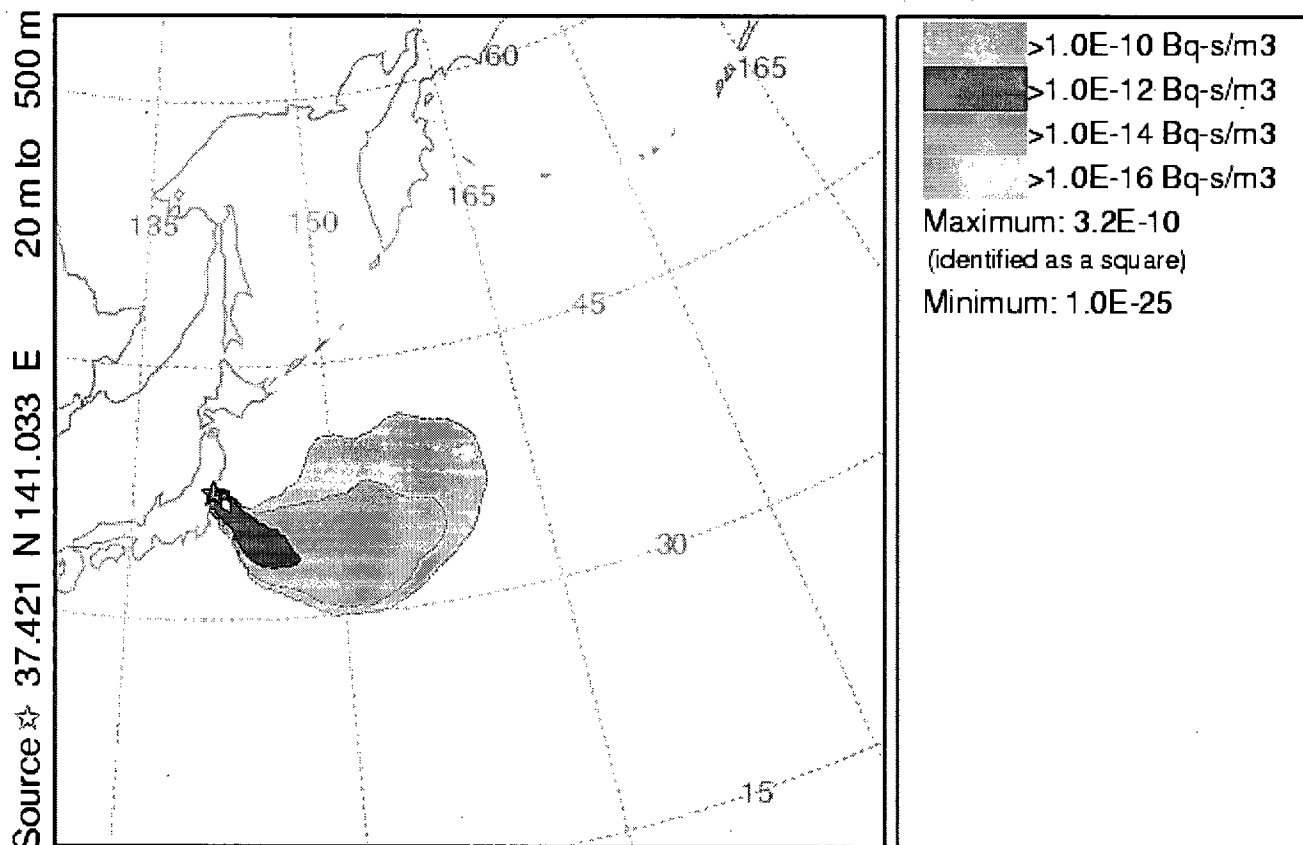 Source ☆ 37.421 N 141.033 E 20 m to 500 m
60
165
135
150
165
45
30
15
>1.0E-10 Bq-s/m3
>1.0E-12 Bq-s/m3
>1.0E-14 Bq-s/m3
>1.0E-16 Bq-s/m3
Maximum: 3.2E-10
(identified as a square)
Minimum: 1.0E-25